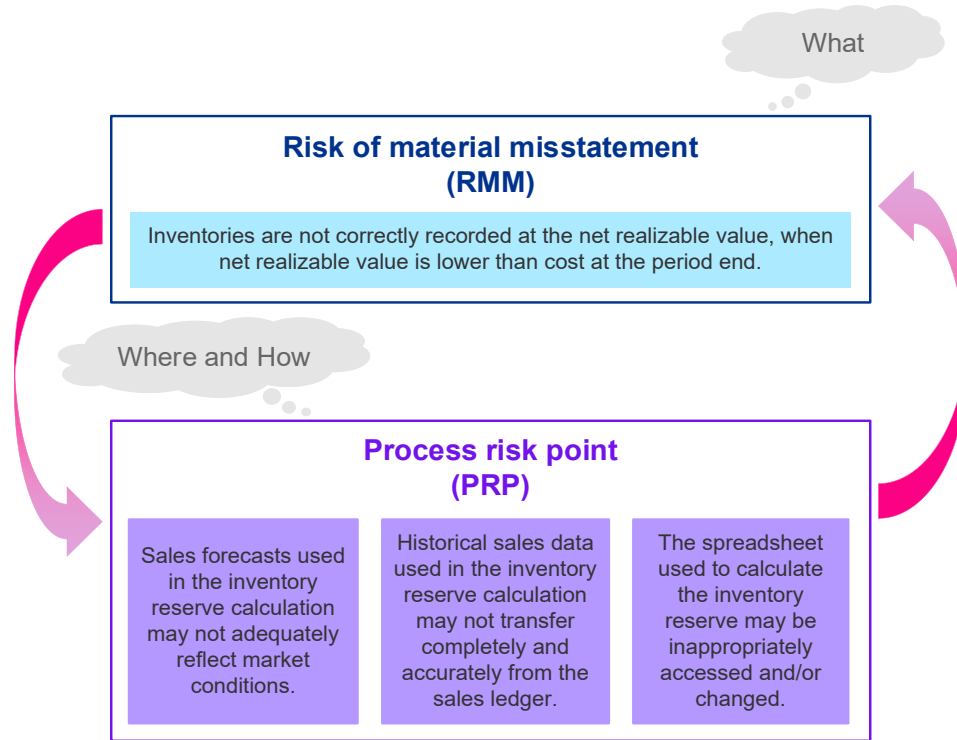 What
Risk of material misstatement
(RMM)
Inventories are not correctly recorded at the net realizable value, when
net realizable value is lower than cost at the period end.
Where and How
Process risk point
(PRP)
Sales forecasts used
in the inventory
reserve calculation
may not adequately
reflect market
conditions.
Historical sales data
used in the inventory
reserve calculation
may not transfer
completely and
accurately from the
sales ledger.
The spreadsheet
used to calculate
the inventory
reserve may be
inappropriately
accessed and/or
changed.